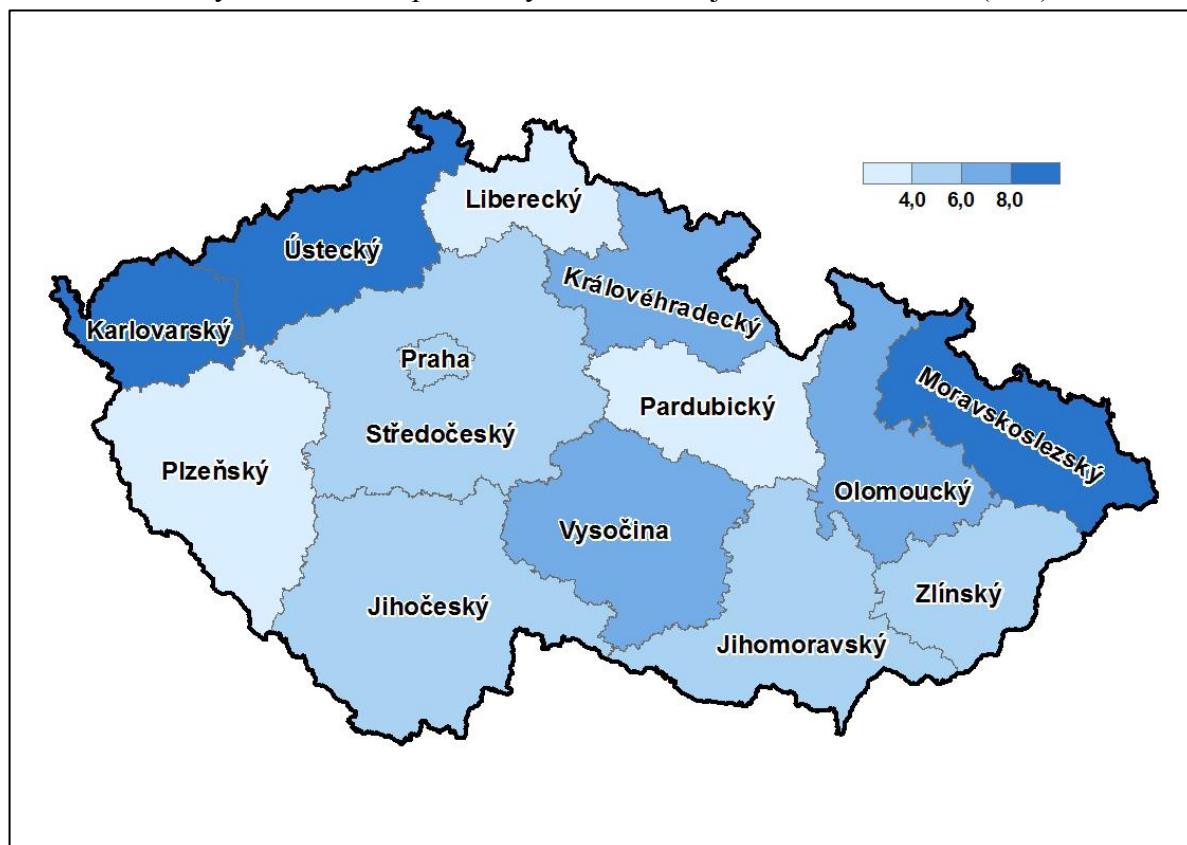 Liberecký
4,0 6,0 8,0
Ústecký
Královéhradecký
Karlovarský
Praha
Moravskoslezský
Pardubický
Středočeský
Plzeňský
Olomoucký
Vysočina
Zlínský
Jihočeský
Jihomoravský